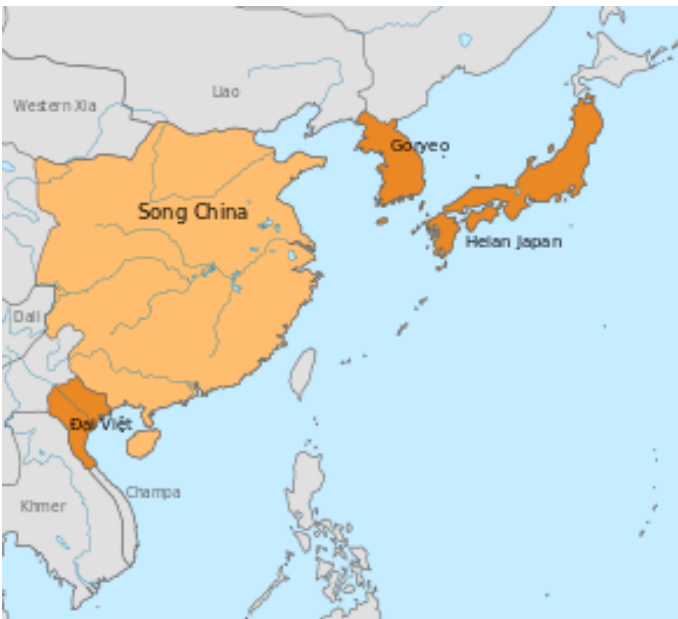 Liao
Western Xia
Goryeo
Song China
Heian Japan
Dali
Đại Việt
Champa
Khmer